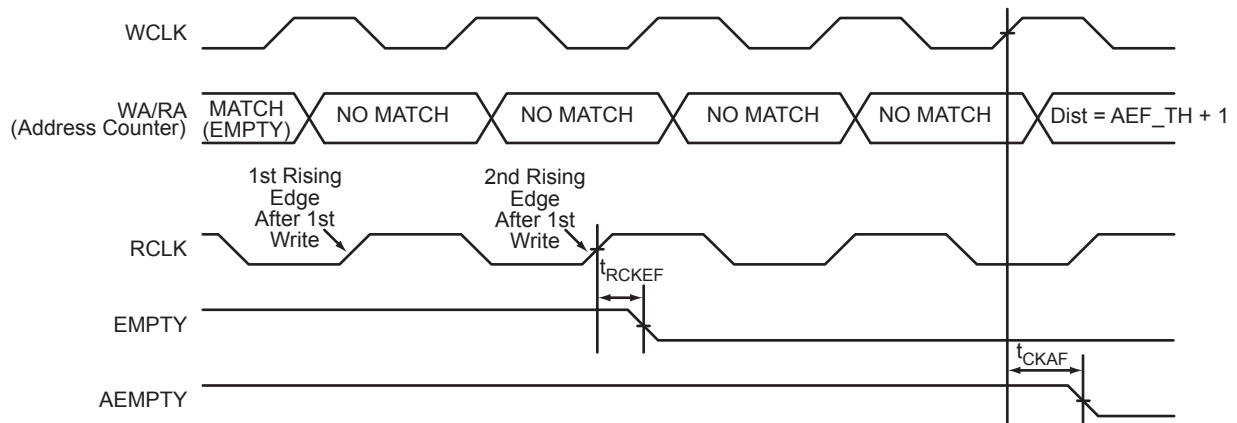 WCLK
WA/RA
(Address Counter)
MATCH
(EMPTY)
NO MATCH
NO MATCH
NO MATCH
NO MATCH
Dist = AEF_TH + 1
1st Rising
Edge
After 1st
Write
2nd Rising
Edge
After 1st
Write
RCLK
tRCKEF
EMPTY
tCKAF
AEMPTY